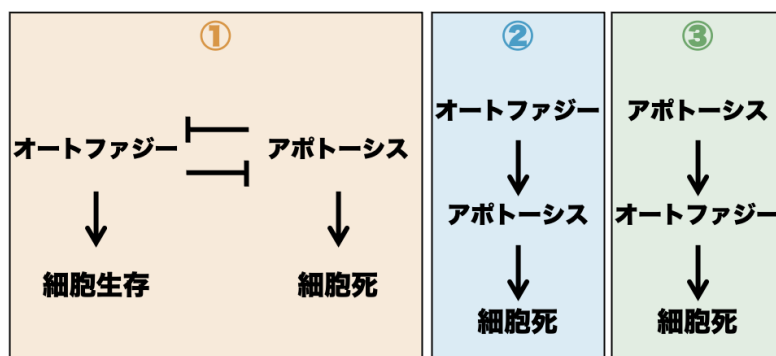 ①
オートファジー
アポトーシス
細胞生存
細胞死
②
オートファジー
アポトーシス
細胞死
③
アポトーシス
オートファジー
細胞死